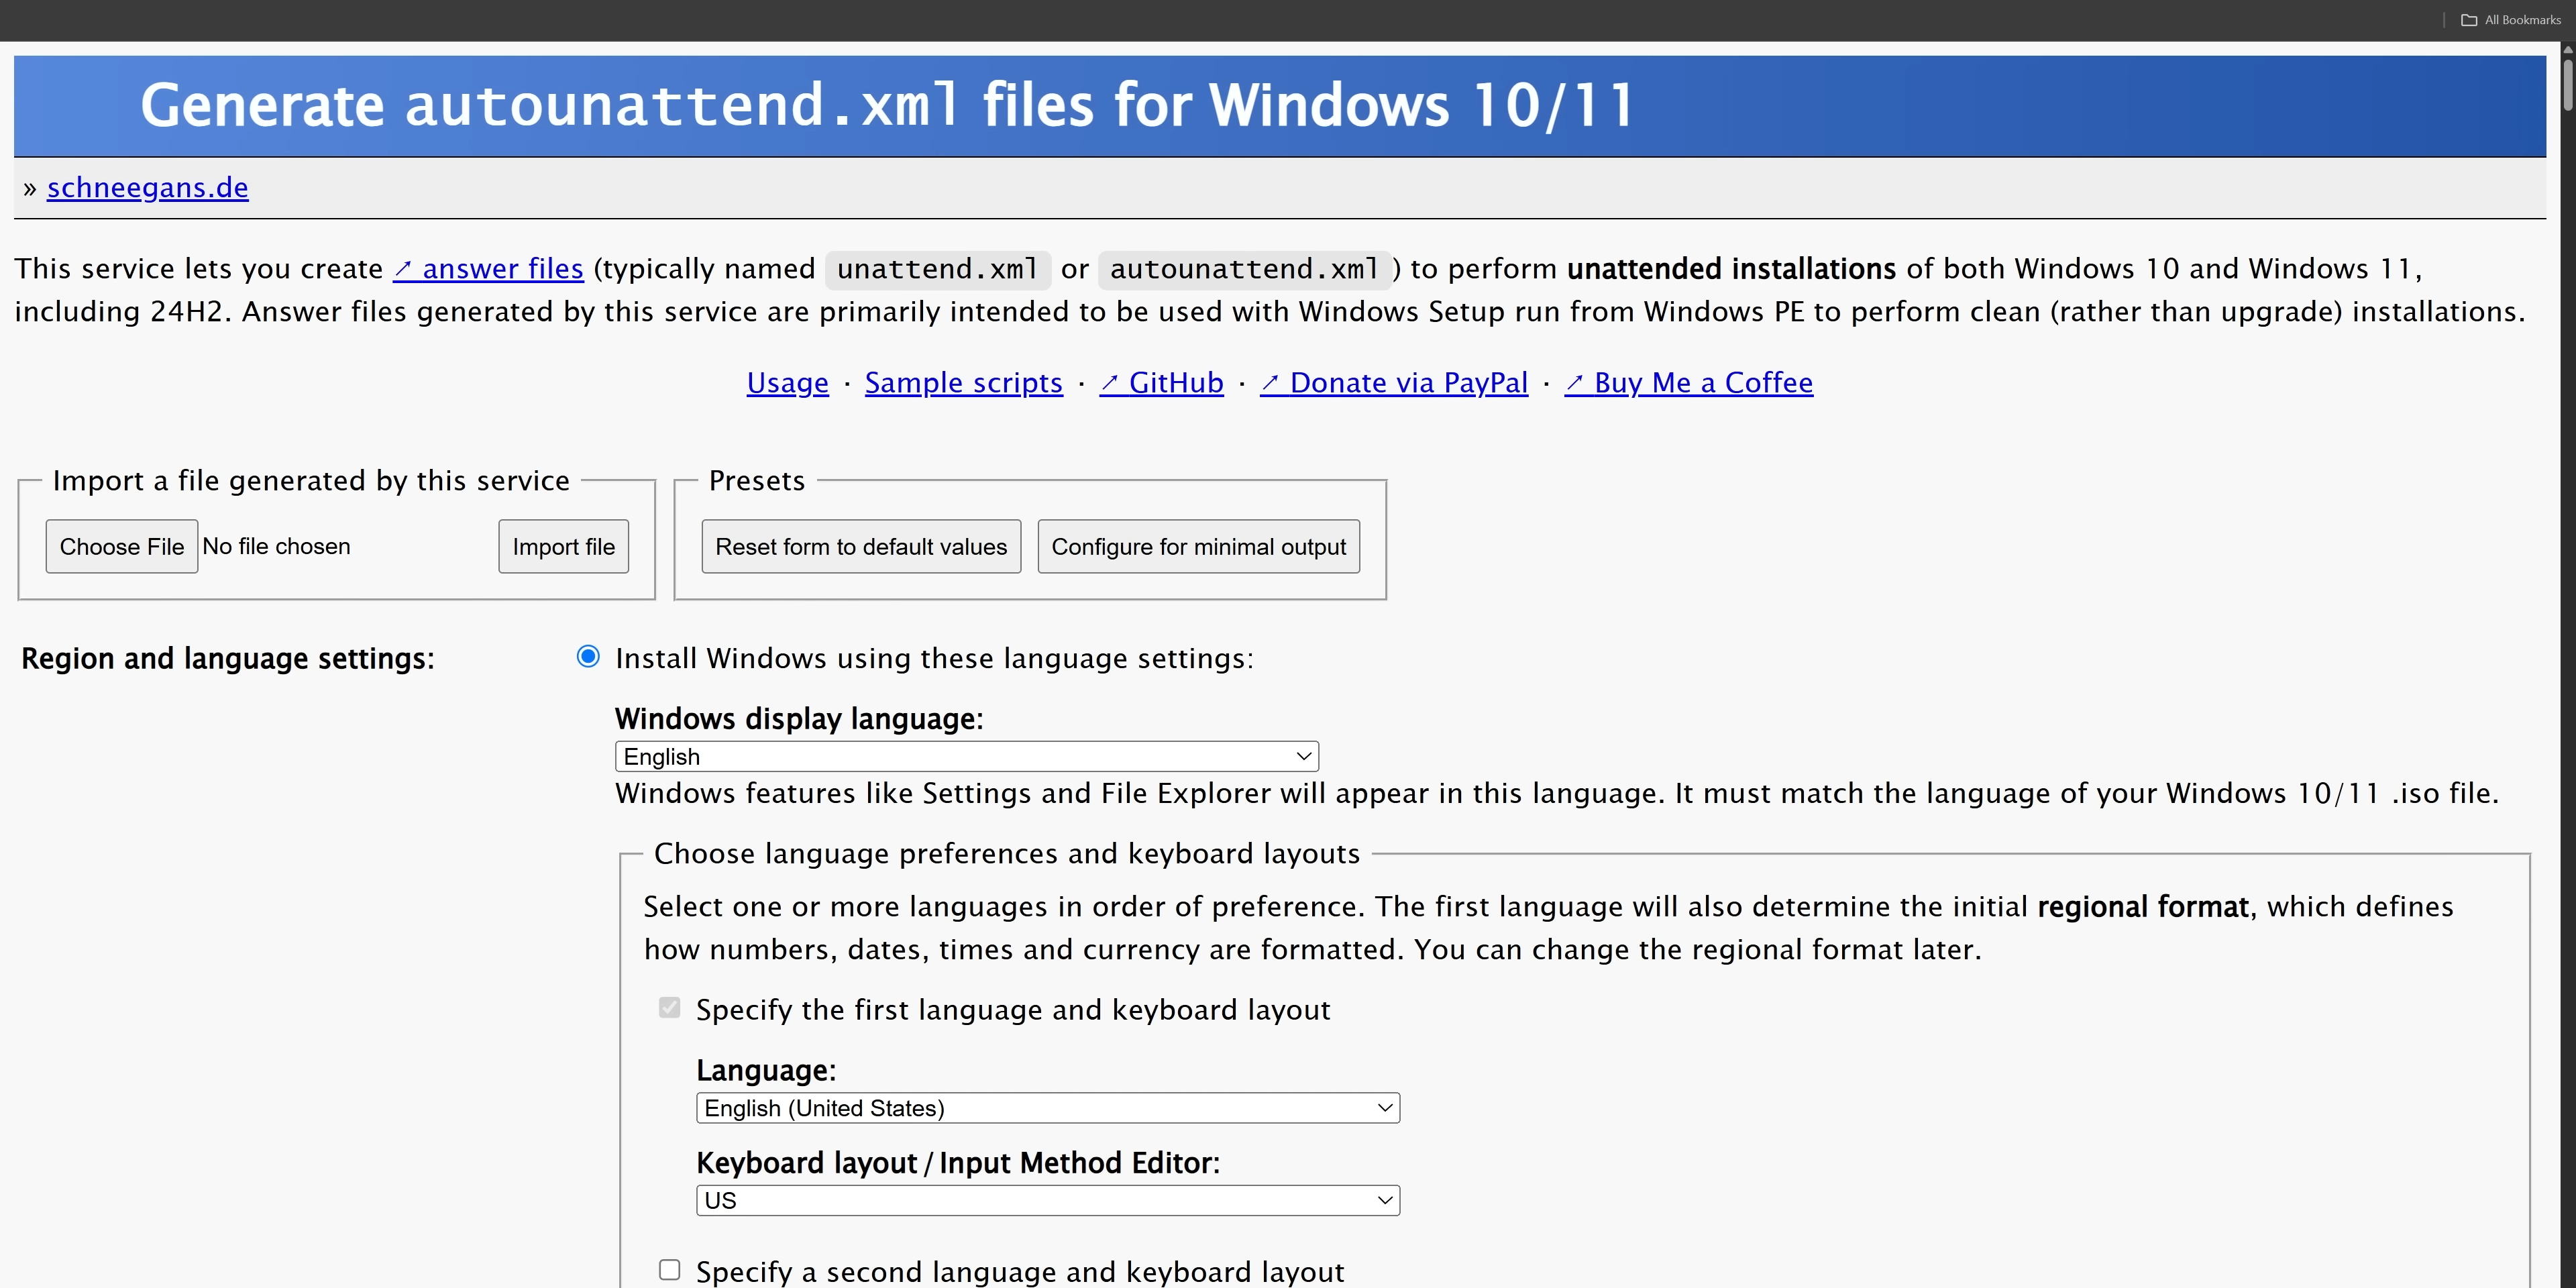 All Bookmarks
Generate autounattend.xml files for Windows 10/11
» schneegans.de
This service lets you create ↗ answer files (typically named unattend.xml or autounattend.xml) to perform unattended installations of both Windows 10 and Windows 11,
including 24H2. Answer files generated by this service are primarily intended to be used with Windows Setup run from Windows PE to perform clean (rather than upgrade) installations.
Usage · Sample scripts · ↗ GitHub · ↗ Donate via PayPal · ↗ Buy Me a Coffee
Import a file generated by this service
Choose File No file chosen Import file
Presets
Reset form to default values Configure for minimal output
Region and language settings:
Install Windows using these language settings:
Windows display language:
English
Windows features like Settings and File Explorer will appear in this language. It must match the language of your Windows 10/11 .iso file.
Choose language preferences and keyboard layouts
Select one or more languages in order of preference. The first language will also determine the initial regional format, which defines
how numbers, dates, times and currency are formatted. You can change the regional format later.
Specify the first language and keyboard layout
Language:
English (United States)
Keyboard layout / Input Method Editor:
US
Specify a second language and keyboard layout